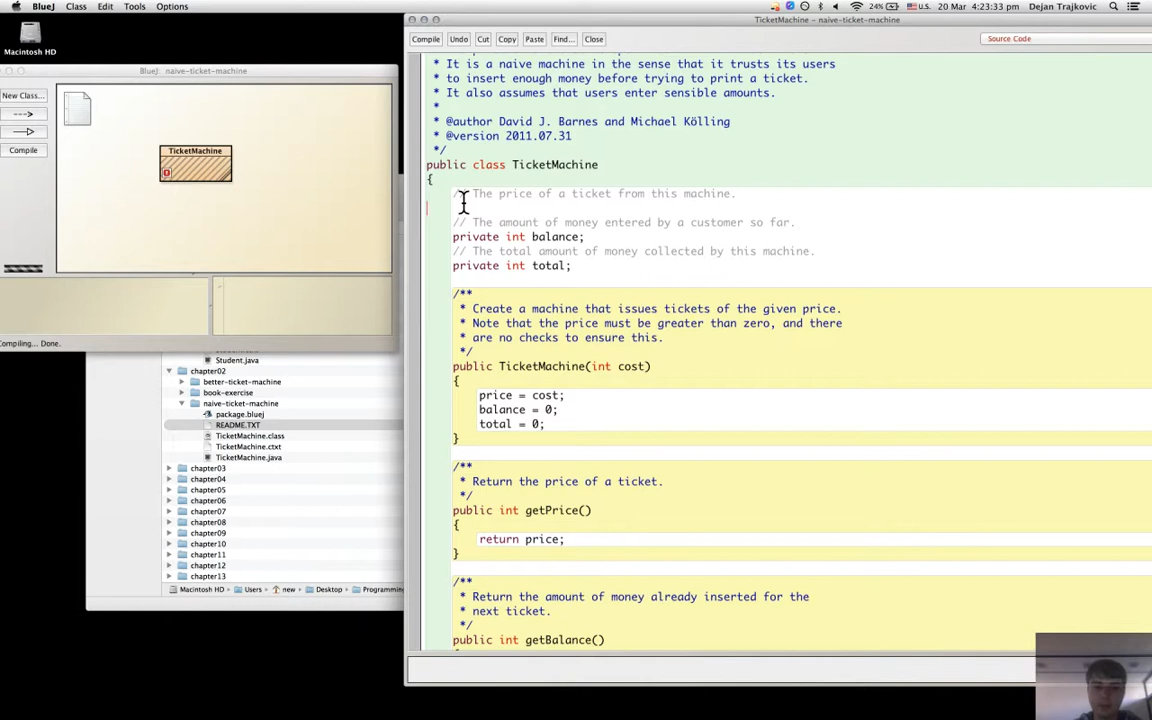 BlueJ Class Edit Tools Options
24% U.S. 20 Mar 4:23:33 pm Dejan Trajkovic
Macintosh HD
BlueJ: naive-ticket-machine
New Class...
Compile
TicketMachine
Compiling... Done.
Student.java
chapter02
better-ticket-machine
book-exercise
naive-ticket-machine
package.bluej
README.TXT
TicketMachine.class
TicketMachine.ctxt
TicketMachine.java
chapter03
chapter04
chapter05
chapter06
chapter07
chapter08
chapter09
chapter10
chapter11
chapter12
chapter13
Macintosh HD Users new Desktop Programming
TicketMachine - naive-ticket-machine
Compile Undo Cut Copy Paste Find... Close
Source Code
* It is a naive machine in the sense that it trusts its users
* to insert enough money before trying to print a ticket.
* It also assumes that users enter sensible amounts.
*
* @author David J. Barnes and Michael Kölling
* @version 2011.07.31
*/
public class TicketMachine
{
// The price of a ticket from this machine.
// The amount of money entered by a customer so far.
private int balance;
// The total amount of money collected by this machine.
private int total;
/**
* Create a machine that issues tickets of the given price.
* Note that the price must be greater than zero, and there
* are no checks to ensure this.
*/
public TicketMachine(int cost)
{
price = cost;
balance = 0;
total = 0;
}
/**
* Return the price of a ticket.
*/
public int getPrice()
{
return price;
}
/**
* Return the amount of money already inserted for the
* next ticket.
*/
public int getBalance()